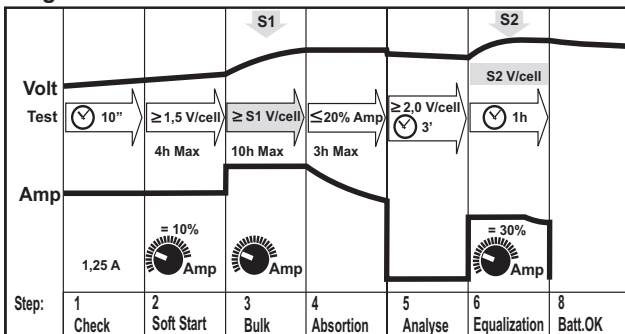 S1
S2
Volt
S2 V/cell
Test
10”
≥ 1,5 V/cell
≥ S1 V/cell
≤20% Amp
≥ 2,0 V/cell
3’
1h
4h Max
10h Max
3h Max
Amp
1,25 A
= 10%
Amp
Amp
= 30%
Amp
Step:
1
2
3
4
5
6
8
Check
Soft Start
Bulk
Absortion
Analyse
Equalization
Batt.OK